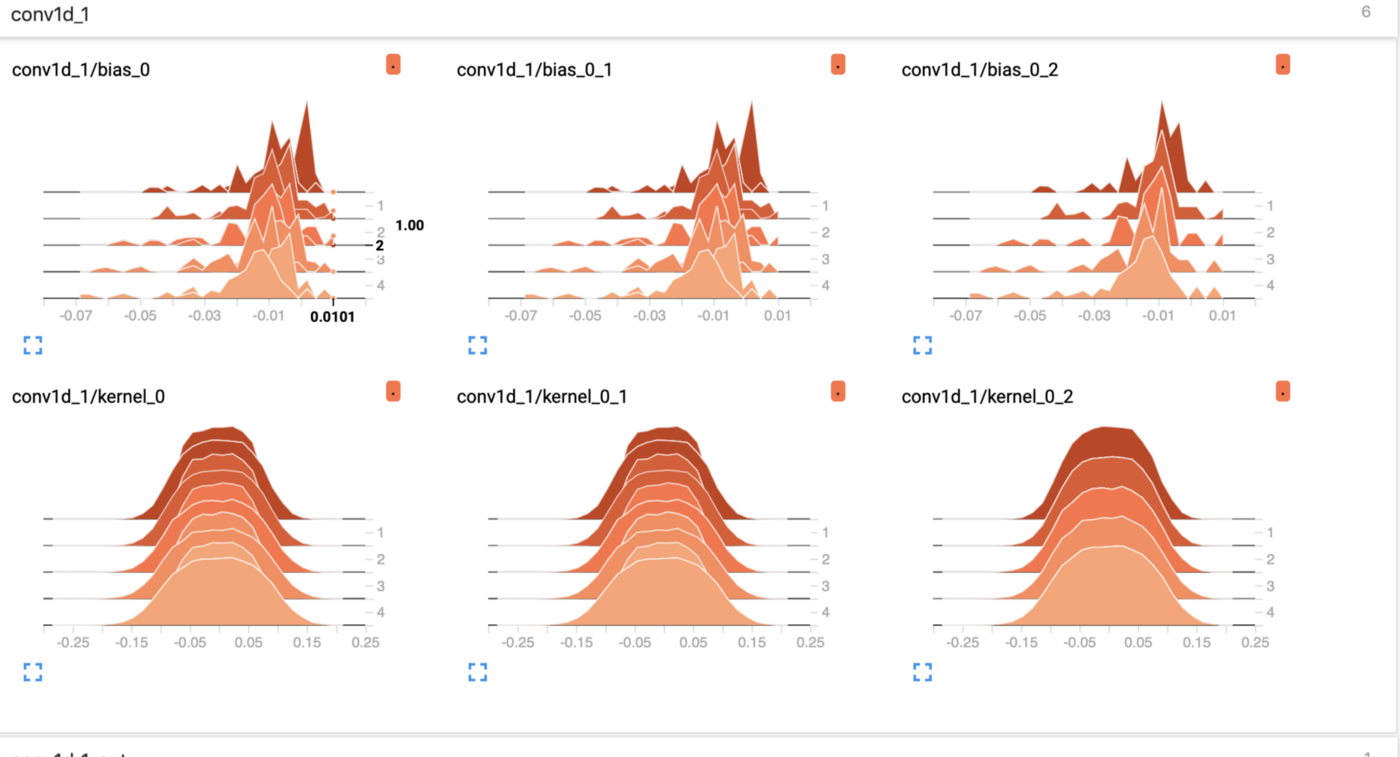 conv1d_1 6
conv1d_1/bias_0 . conv1d_1/bias_0_1 . conv1d_1/bias_0_2 .
1 1 1
1.00
2 2 2
2
3 3 3
4 4 4
-0.07 -0.05 -0.03 -0.01 0.0101 -0.07 -0.05 -0.03 -0.01 0.01 -0.07 -0.05 -0.03 -0.01 0.01
conv1d_1/kernel_0 . conv1d_1/kernel_0_1 . conv1d_1/kernel_0_2 .
1 1 1
2 2 2
3 3 3
4 4 4
-0.25 -0.15 -0.05 0.05 0.15 0.25 -0.25 -0.15 -0.05 0.05 0.15 0.25 -0.25 -0.15 -0.05 0.05 0.15 0.25